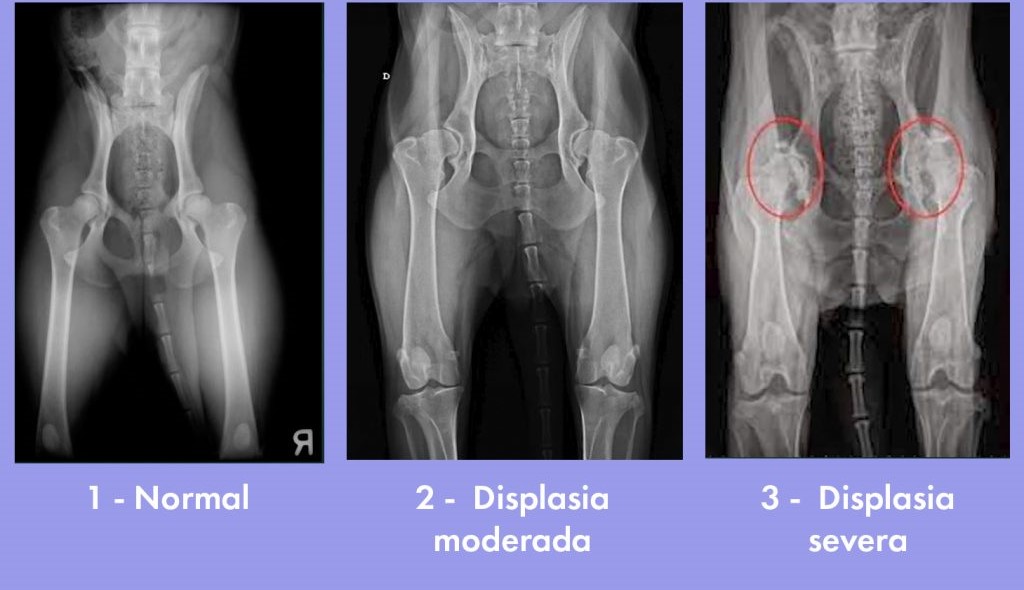 D
R
1 - Normal
2 - Displasia
moderada
3 - Displasia
severa